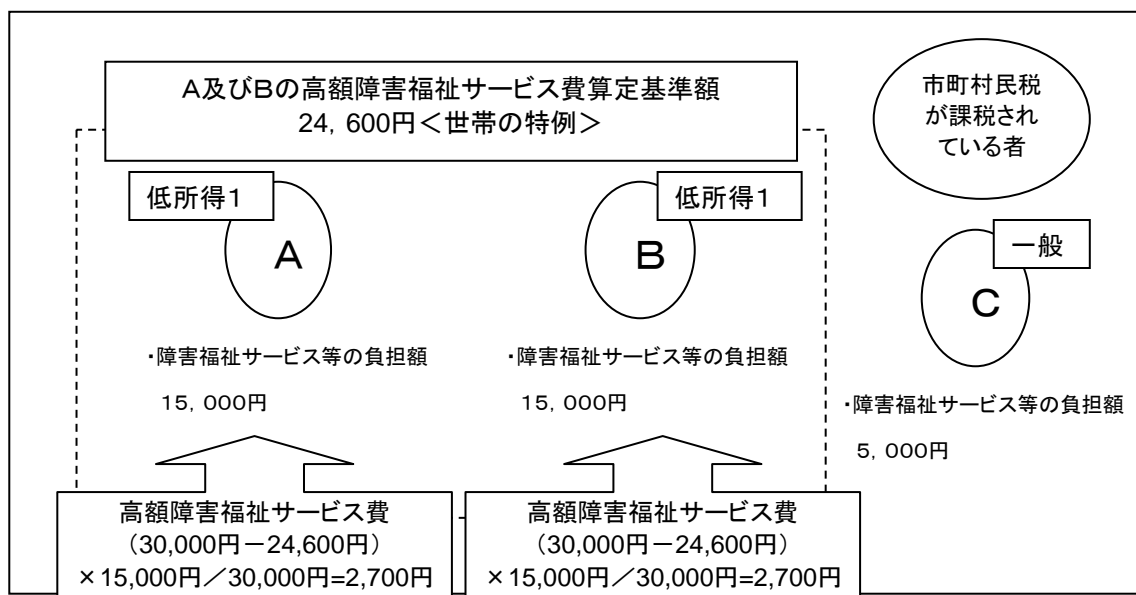 A及びBの高額障害福祉サービス費算定基準額
24,600円<世帯の特例>
市町村民税
が課税され
ている者
低所得1
A
低所得1
B
一般
C
・障害福祉サービス等の負担額
15,000円
・障害福祉サービス等の負担額
15,000円
・障害福祉サービス等の負担額
5,000円
高額障害福祉サービス費
(30,000円-24,600円)
×15,000円/30,000円=2,700円
高額障害福祉サービス費
(30,000円-24,600円)
×15,000円/30,000円=2,700円